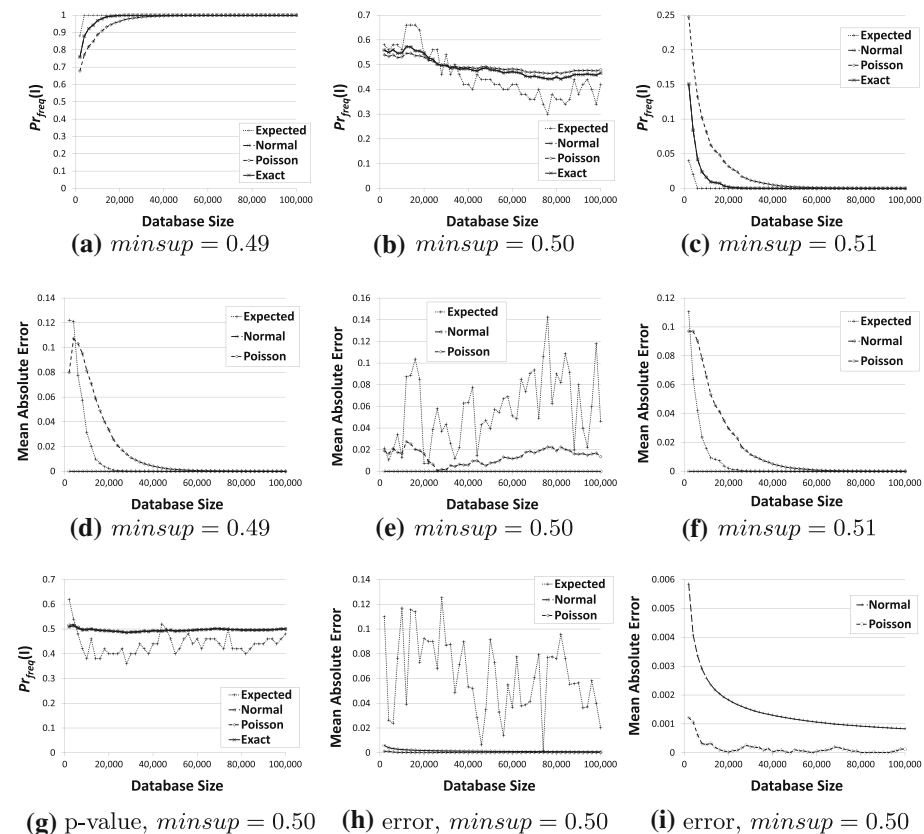 1
0.9
0.8
0.7
0.6
0.5
0.4
0.3
0.2
0.1
0
Pr_freq(I)
Expected
Normal
Poisson
Exact
0 20,000 40,000 60,000 80,000 100,000
Database Size
(a) minsup = 0.49
0.7
0.6
0.5
0.4
0.3
0.2
0.1
0
Pr_freq(I)
Expected
Normal
Poisson
Exact
0 20,000 40,000 60,000 80,000 100,000
Database Size
(b) minsup = 0.50
0.25
0.2
0.15
0.1
0.05
0
Pr_freq(I)
Expected
Normal
Poisson
Exact
0 20,000 40,000 60,000 80,000 100,000
Database Size
(c) minsup = 0.51
0.14
0.12
0.1
0.08
0.06
0.04
0.02
0
Mean Absolute Error
Expected
Normal
Poisson
0 20,000 40,000 60,000 80,000 100,000
Database Size
(d) minsup = 0.49
0.16
0.14
0.12
0.1
0.08
0.06
0.04
0.02
0
Mean Absolute Error
Expected
Normal
Poisson
0 20,000 40,000 60,000 80,000 100,000
Database Size
(e) minsup = 0.50
0.12
0.1
0.08
0.06
0.04
0.02
0
Mean Absolute Error
Expected
Normal
Poisson
0 20,000 40,000 60,000 80,000 100,000
Database Size
(f) minsup = 0.51
0.7
0.6
0.5
0.4
0.3
0.2
0.1
0
Pr_freq(I)
Expected
Normal
Poisson
Exact
0 20,000 40,000 60,000 80,000 100,000
Database Size
(g) p-value, minsup = 0.50
0.14
0.12
0.1
0.08
0.06
0.04
0.02
0
Mean Absolute Error
Expected
Normal
Poisson
0 20,000 40,000 60,000 80,000 100,000
Database Size
(h) error, minsup = 0.50
0.006
0.005
0.004
0.003
0.002
0.001
0
Mean Absolute Error
Normal
Poisson
0 20,000 40,000 60,000 80,000 100,000
Database Size
(i) error, minsup = 0.50